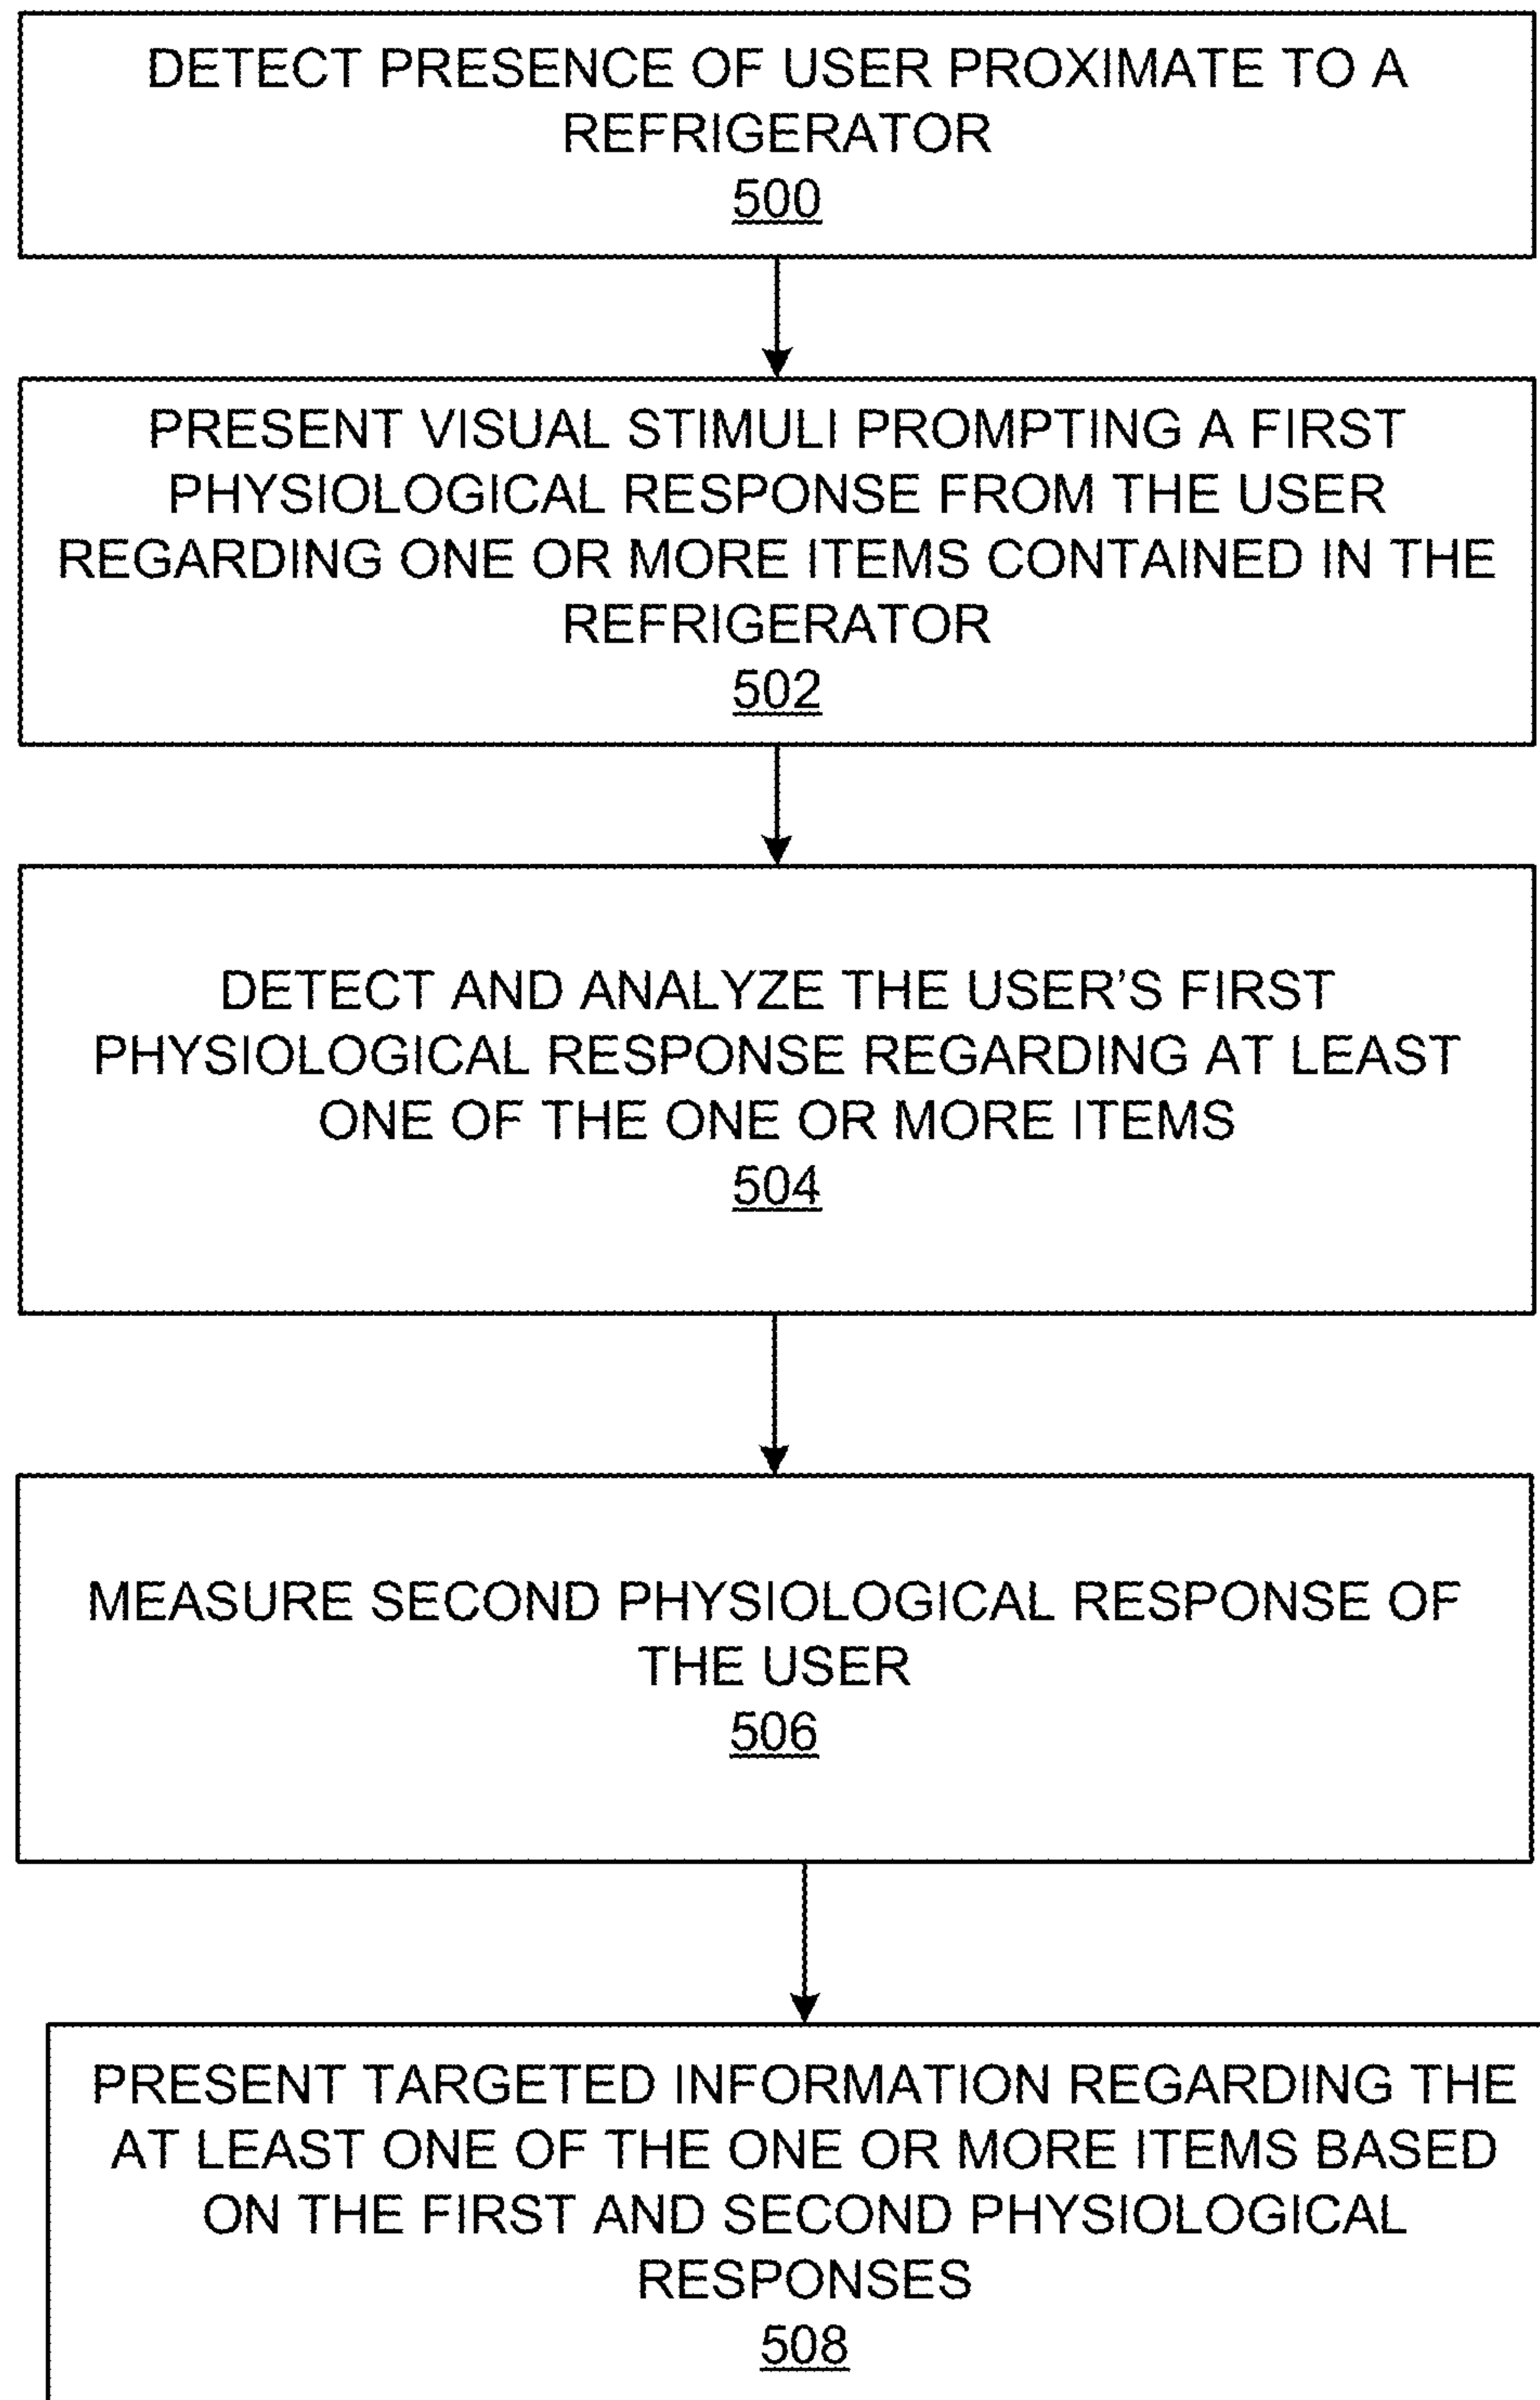 DETECT PRESENCE OF USER PROXIMATE TO A
REFRIGERATOR
500
PRESENT VISUAL STIMULI PROMPTING A FIRST
PHYSIOLOGICAL RESPONSE FROM THE USER
REGARDING ONE OR MORE ITEMS CONTAINED IN THE
REFRIGERATOR
502
DETECT AND ANALYZE THE USER'S FIRST
PHYSIOLOGICAL RESPONSE REGARDING AT LEAST
ONE OF THE ONE OR MORE ITEMS
504
MEASURE SECOND PHYSIOLOGICAL RESPONSE OF
THE USER
506
PRESENT TARGETED INFORMATION REGARDING THE
AT LEAST ONE OF THE ONE OR MORE ITEMS BASED
ON THE FIRST AND SECOND PHYSIOLOGICAL
RESPONSES
508